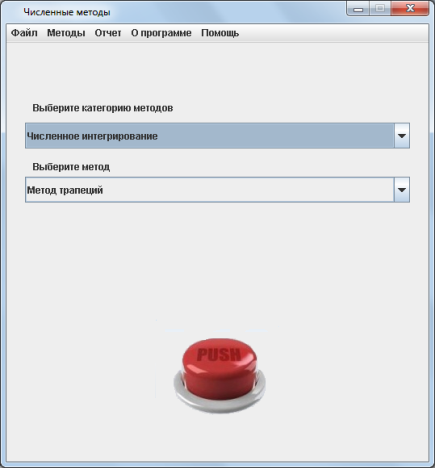 Численные методы
Файл Методы Отчет О программе Помощь
Выберите категорию методов
Численное интегрирование
Выберите метод
Метод трапеций
PUSH